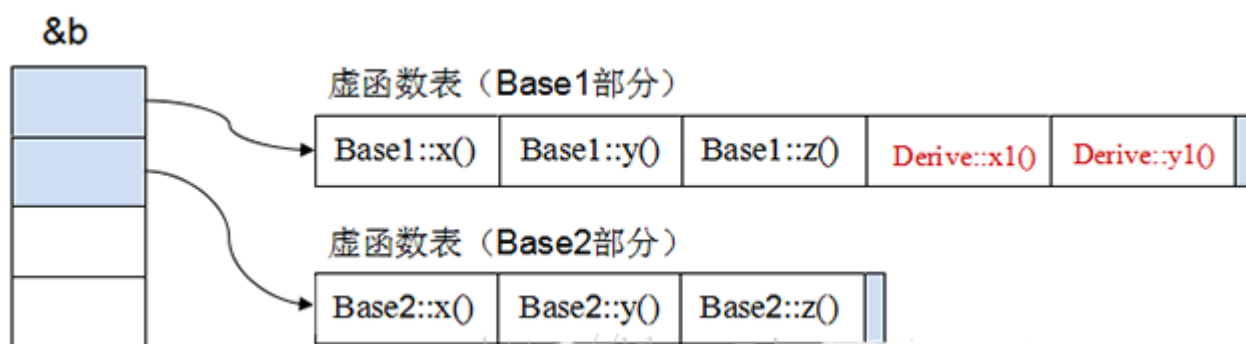 &b
虚函数表（Base1部分）
Base1::x() Base1::y() Base1::z() Derive::x1() Derive::y1()
虚函数表（Base2部分）
Base2::x() Base2::y() Base2::z()